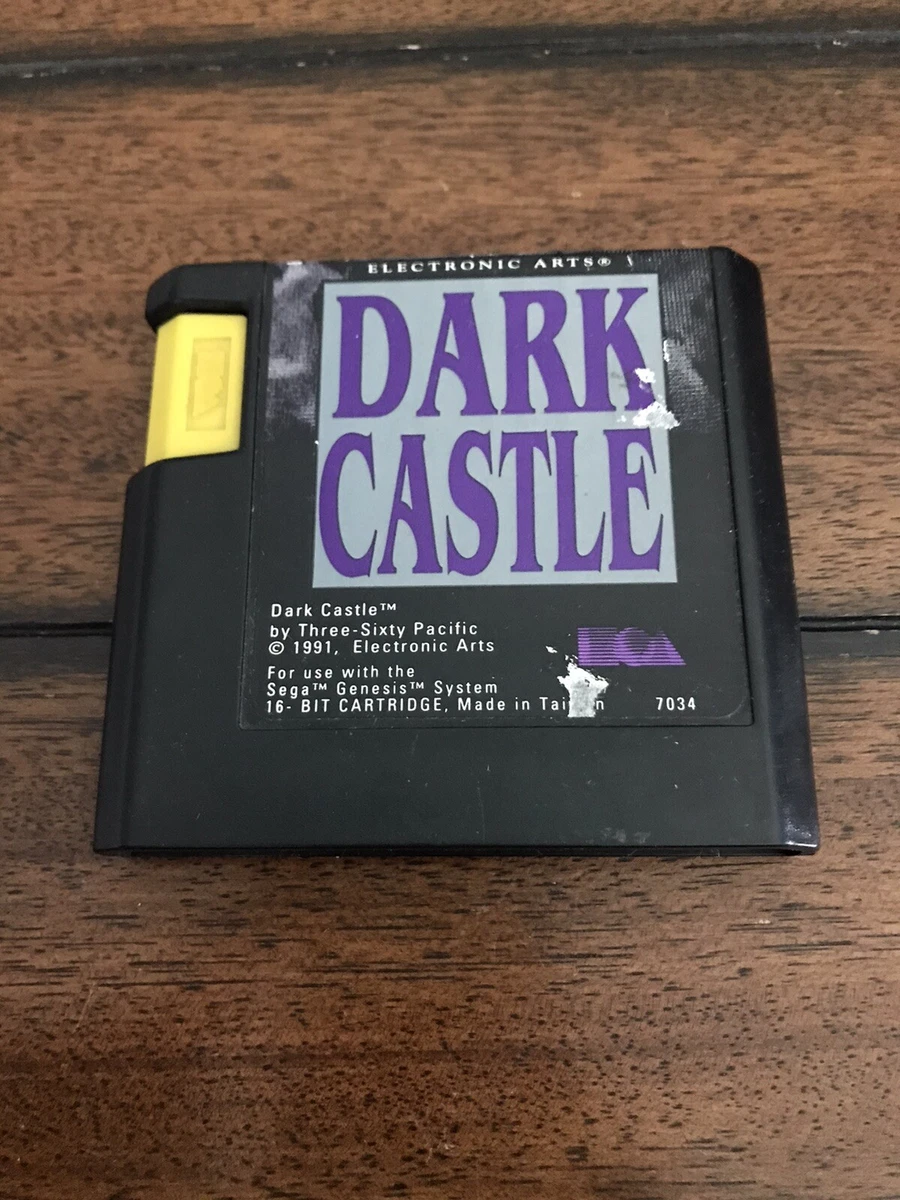 ELECTRONIC ARTS®
DARK
CASTLE
Dark Castle™
by Three-Sixty Pacific
© 1991, Electronic Arts
For use with the
Sega™ Genesis™ System
16- BIT CARTRIDGE, Made in Taiwan
7034